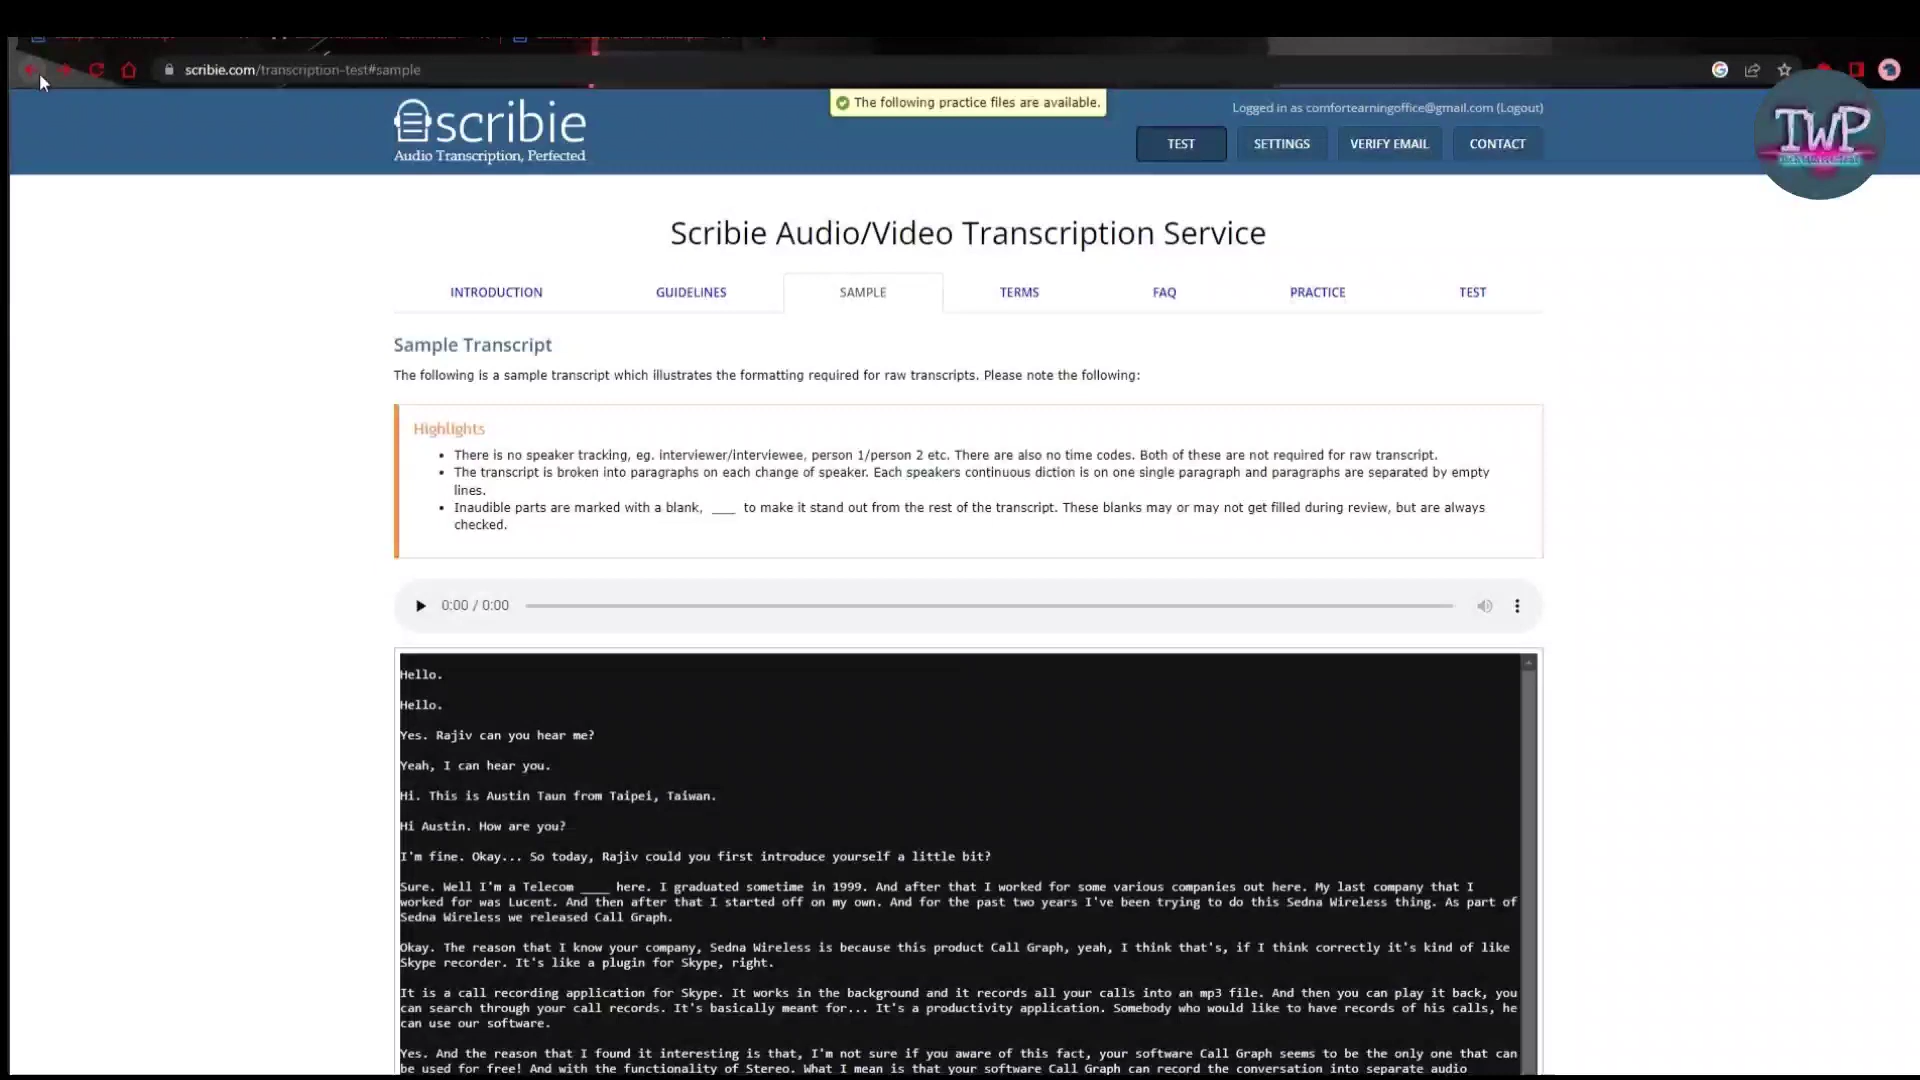 scribie.com/transcription-test#sample
The following practice files are available.
Logged in as comfortearningoffice@gmail.com (Logout)
scribie
Audio Transcription, Perfected
TEST
SETTINGS
VERIFY EMAIL
CONTACT
TWP
Scribie Audio/Video Transcription Service
INTRODUCTION
GUIDELINES
SAMPLE
TERMS
FAQ
PRACTICE
TEST
Sample Transcript
The following is a sample transcript which illustrates the formatting required for raw transcripts. Please note the following:
Highlights
• There is no speaker tracking, eg. interviewer/interviewee, person 1/person 2 etc. There are also no time codes. Both of these are not required for raw transcript.
• The transcript is broken into paragraphs on each change of speaker. Each speakers continuous diction is on one single paragraph and paragraphs are separated by empty
lines.
• Inaudible parts are marked with a blank, ___ to make it stand out from the rest of the transcript. These blanks may or may not get filled during review, but are always
checked.
0:00 / 0:00
Hello.
Hello.
Yes. Rajiv can you hear me?
Yeah, I can hear you.
Hi. This is Austin Taun from Taipei, Taiwan.
Hi Austin. How are you?
I'm fine. Okay... So today, Rajiv could you first introduce yourself a little bit?
Sure. Well I'm a Telecom ____ here. I graduated sometime in 1999. And after that I worked for some various companies out here. My last company that I
worked for was Lucent. And then after that I started off on my own. And for the past two years I've been trying to do this Sedna Wireless thing. As part of
Sedna Wireless we released Call Graph.
Okay. The reason that I know your company, Sedna Wireless is because this product Call Graph, yeah, I think that's, if I think correctly it's kind of like
Skype recorder. It's like a plugin for Skype, right.
It is a call recording application for Skype. It works in the background and it records all your calls into an mp3 file. And then you can play it back, you
can search through your call records. It's basically meant for... It's a productivity application. Somebody who would like to have records of his calls, he
can use our software.
Yes. And the reason that I found it interesting is that, I'm not sure if you aware of this fact, your software Call Graph seems to be the only one that can
be used for free! And with the functionality of Stereo. What I mean is that your software Call Graph can record the conversation into separate audio